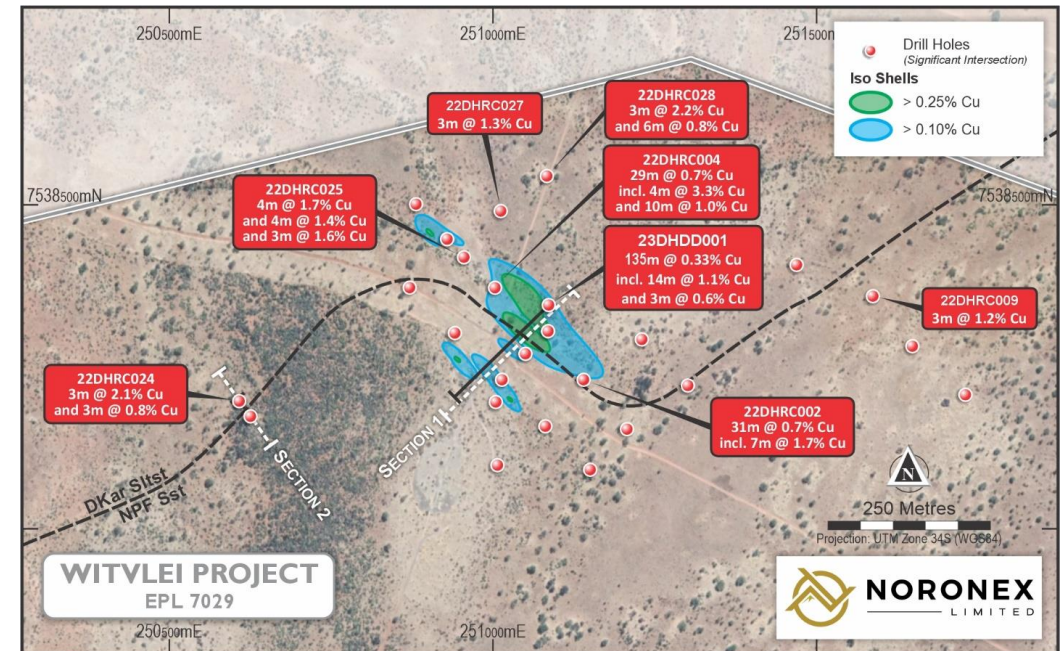 250500mE
251000mE
251500
Drill Holes
(Significant Intersection)
Iso Shells
> 0.25% Cu
> 0.10% Cu
22DHRC027
3m @ 1.3% Cu
22DHRC028
3m @ 2.2% Cu
and 6m @ 0.8% Cu
22DHRC004
29m @ 0.7% Cu
incl. 4m @ 3.3% Cu
and 10m @ 1.0% Cu
7538500mN
7538500mN
22DHRC025
4m @ 1.7% Cu
and 4m @ 1.4% Cu
and 3m @ 1.6% Cu
23DHDD001
135m @ 0.33% Cu
incl. 14m @ 1.1% Cu
and 3m @ 0.6% Cu
22DHRC009
3m @ 1.2% Cu
22DHRC024
3m @ 2.1% Cu
and 3m @ 0.8% Cu
22DHRC002
31m @ 0.7% Cu
incl. 7m @ 1.7% Cu
SECTION 1
SECTION 2
DKar Sltst
NPF Sst
N
250 Metres
Projection: UTM Zone 34S (WGS84)
WITVLEI PROJECT
EPL 7029
NORONEX
LIMITED
250500mE
251000mE